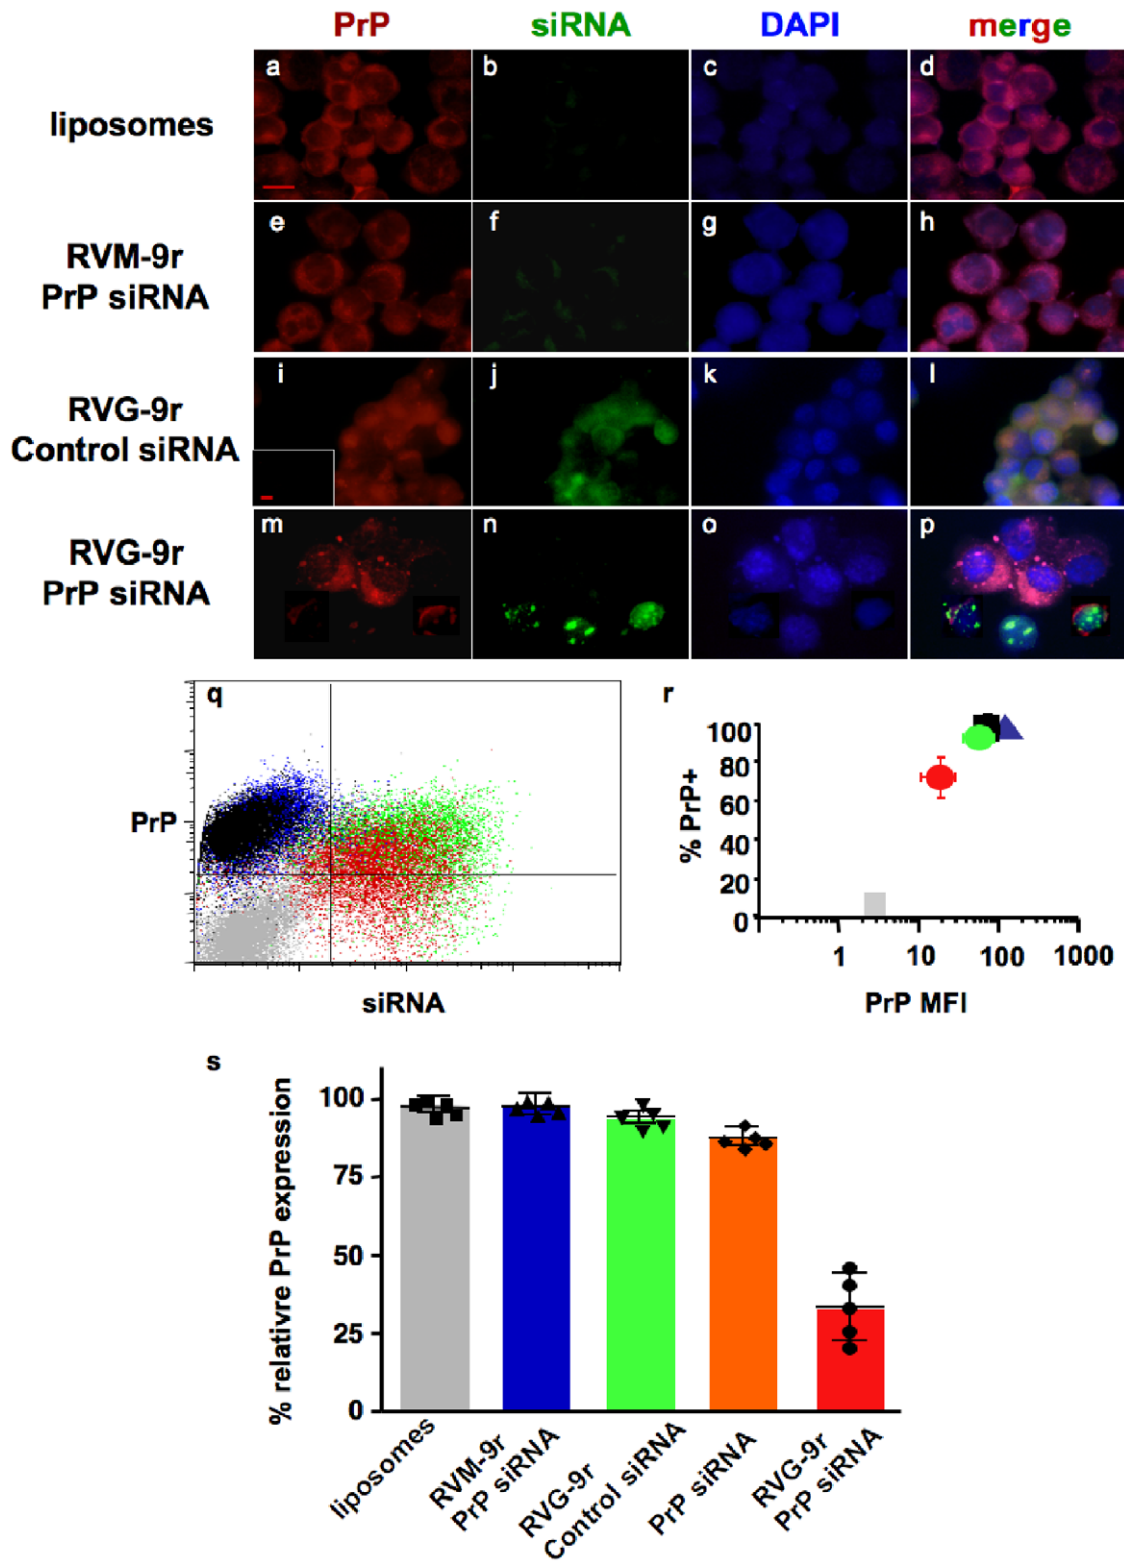 PrP siRNA DAPI merge
liposomes
a b c d
RVM-9r
PrP siRNA
e f g h
RVG-9r
Control siRNA
i j k l
RVG-9r
PrP siRNA
m n o p
q
PrP
siRNA
r
% PrP+
100
80
60
40
20
0
1 10 100 1000
PrP MFI
s
% relativre PrP expression
100
75
50
25
0
liposomes
RVM-9r
PrP siRNA
RVG-9r
Control siRNA
PrP siRNA
RVG-9r
PrP siRNA